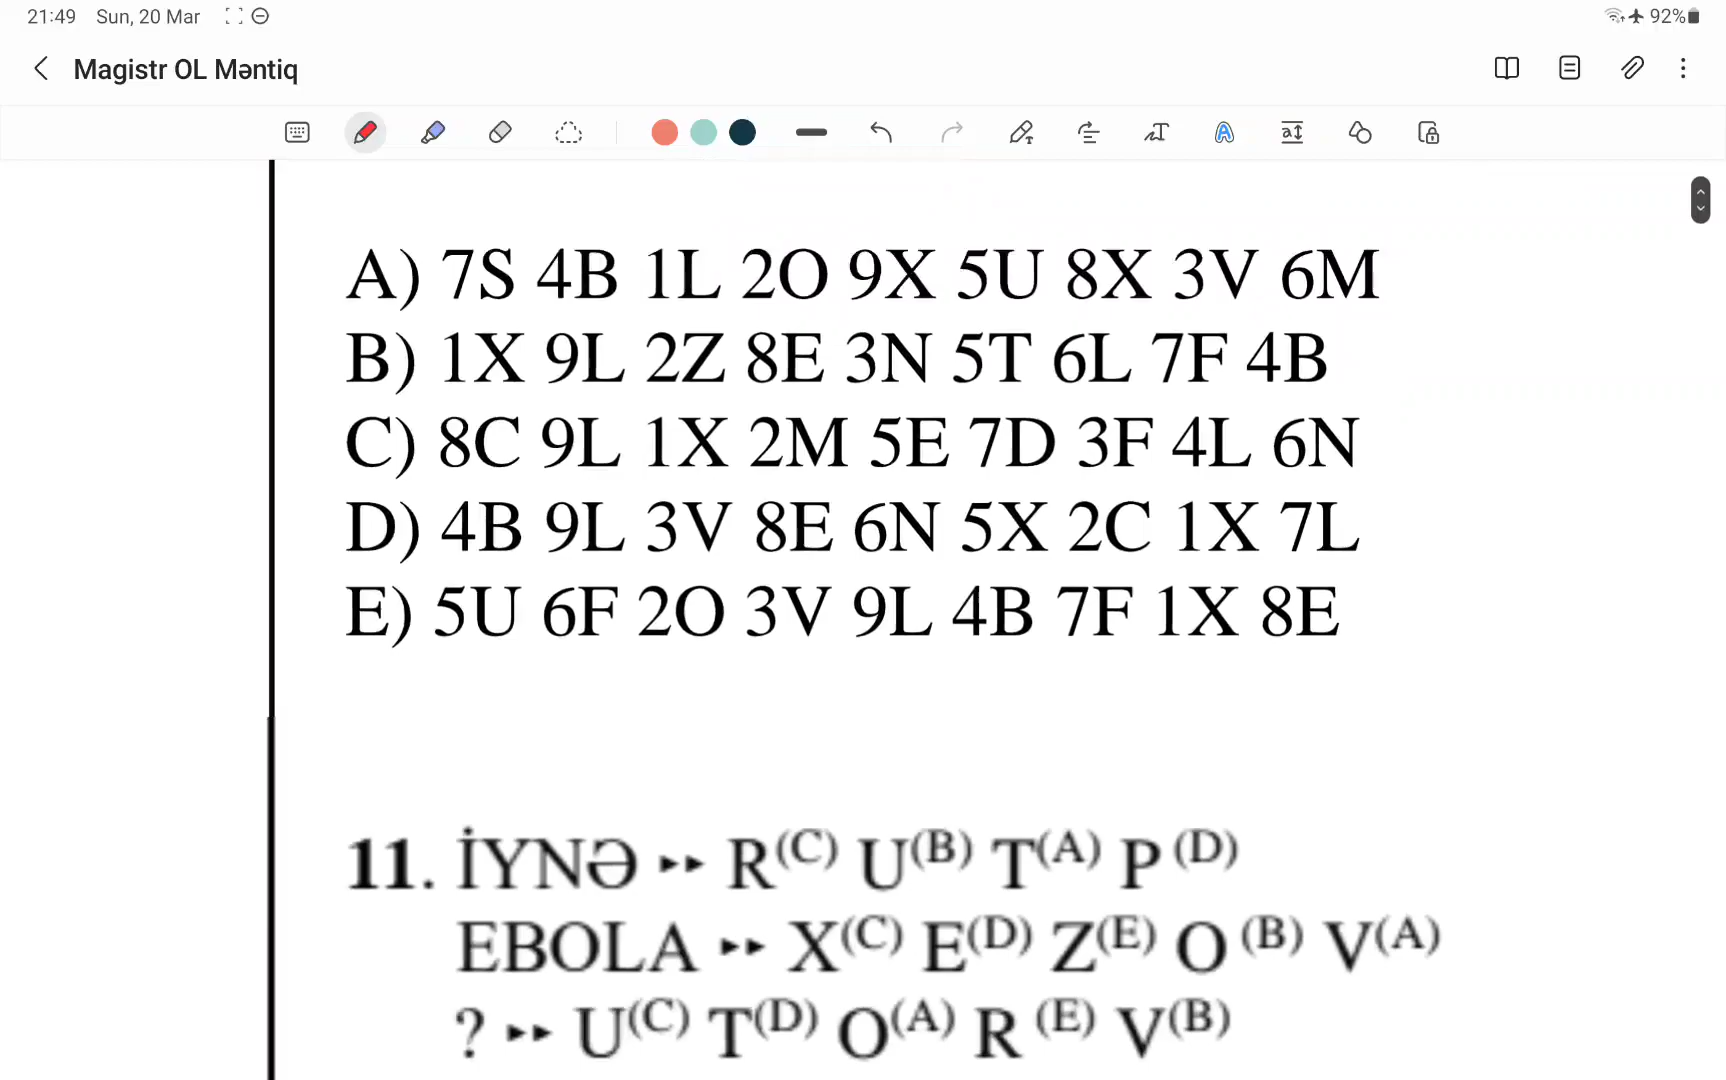 21:49 Sun, 20 Mar 92%
Magistr OL Məntiq
A) 7S 4B 1L 2O 9X 5U 8X 3V 6M
B) 1X 9L 2Z 8E 3N 5T 6L 7F 4B
C) 8C 9L 1X 2M 5E 7D 3F 4L 6N
D) 4B 9L 3V 8E 6N 5X 2C 1X 7L
E) 5U 6F 2O 3V 9L 4B 7F 1X 8E
11. İYNƏ ▸▸ R(C) U(B) T(A) P (D)
EBOLA ▸▸ X(C) E(D) Z(E) O (B) V(A)
? ▸▸ U(C) T(D) O(A) R (E) V(B)